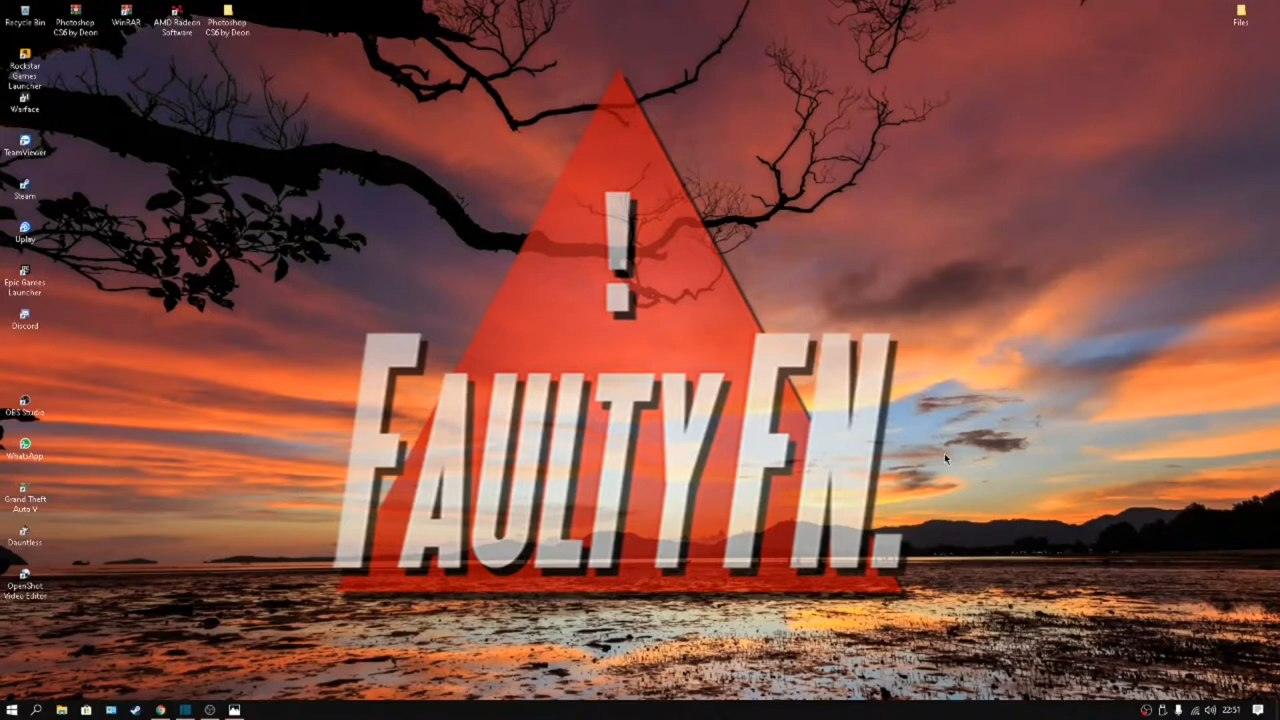 Recycle Bin
Photoshop
CS6 by Deon
WinRAR
AMD Radeon
Software
Photoshop
CS6 by Deon
Files
Rockstar
Games
Launcher
Warface
TeamViewer
Steam
Uplay
Epic Games
Launcher
Discord
!
FAULTY FN.
OBS Studio
WhatsApp
Grand Theft
Auto V
Dauntless
OpenShot
Video Editor
22:51